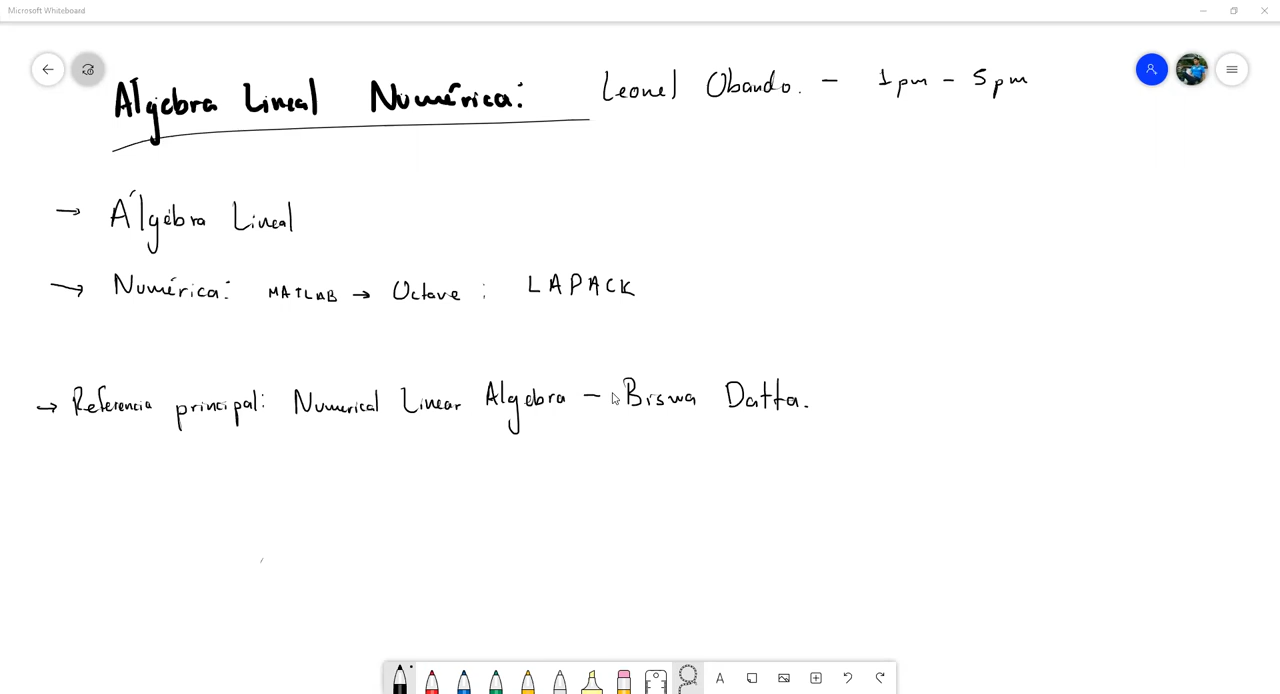 Microsoft Whiteboard
Álgebra Lineal Numérica: Leonel Obando. - 1pm - 5pm
→ Álgebra Lineal
→ Numérica: MATLAB → Octave : LAPACK
→ Referencia principal: Numerical Linear Algebra - Biswa Datta.
A